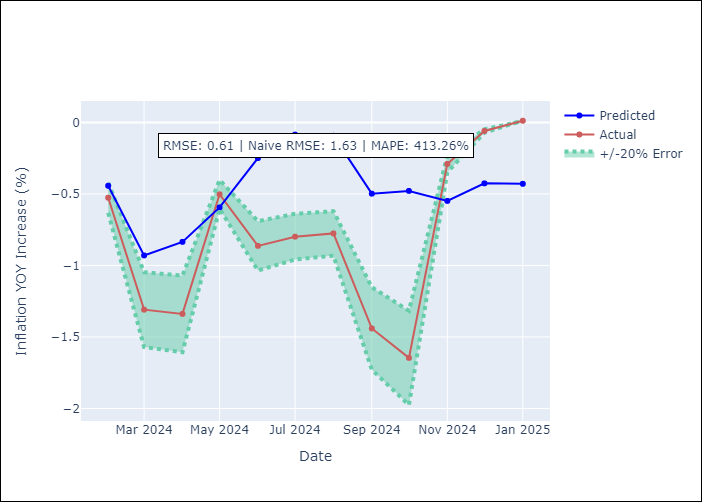 Predicted
Actual
+/-20% Error
RMSE: 0.61 | Naive RMSE: 1.63 | MAPE: 413.26%
0
−0.5
−1
−1.5
−2
Inflation YOY Increase (%)
Mar 2024
May 2024
Jul 2024
Sep 2024
Nov 2024
Jan 2025
Date